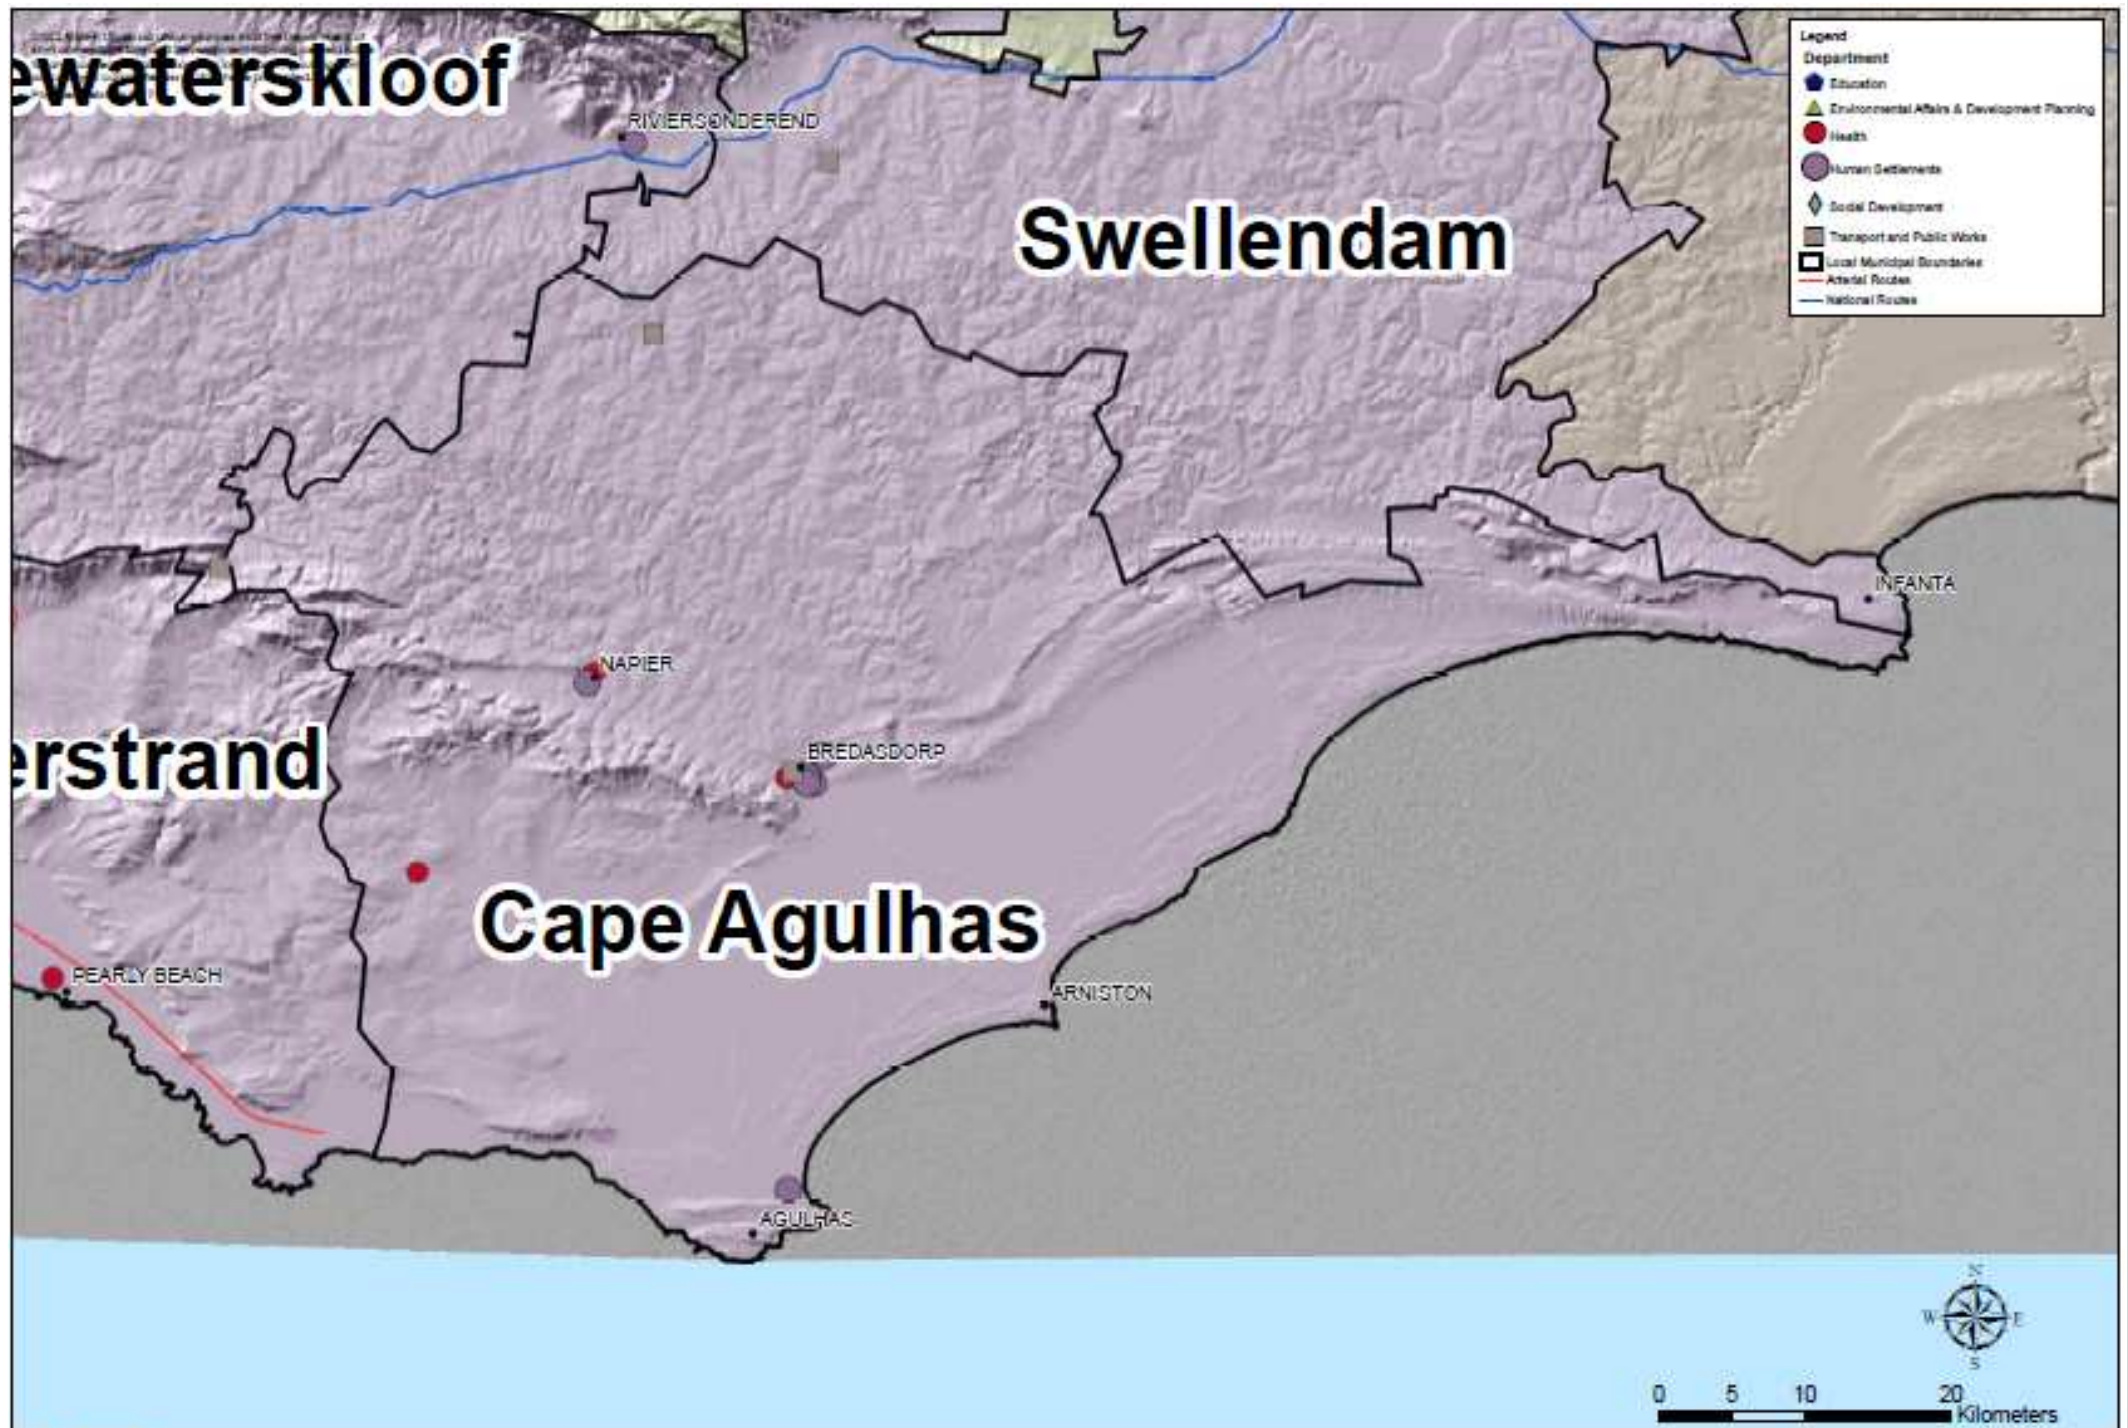 ewaterskloof
RIVIERSONDEREND
Swellendam
Legend
Department
Education
Environmental Affairs & Development Planning
Health
Human Settlements
Social Development
Transport and Public Works
Local Municipal Boundaries
Arterial Routes
National Routes
INFANTA
NAPIER
BREDASDORP
erstrand
Cape Agulhas
PEARLY BEACH
ARNISTON
AGULHAS
N
W E
S
0 5 10 20
Kilometers